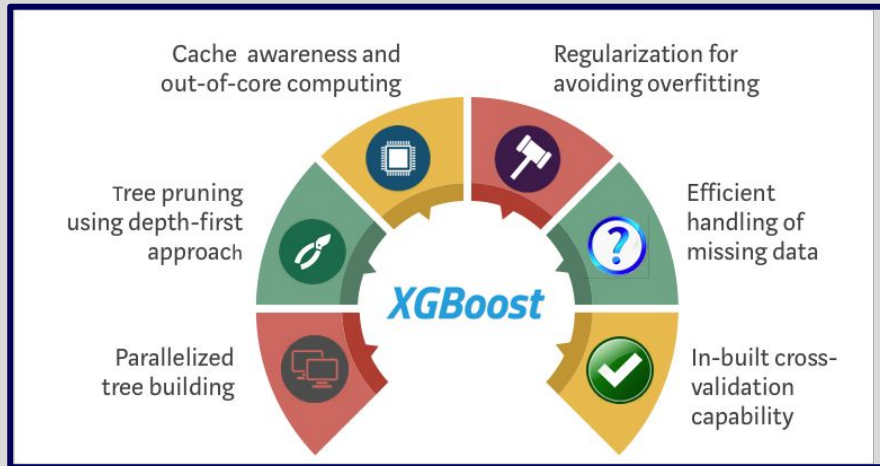 Cache awareness and
out-of-core computing
Regularization for
avoiding overfitting
Tree pruning
using depth-first
approach
Efficient
handling of
missing data
XGBoost
Parallelized
tree building
In-built cross-
validation
capability